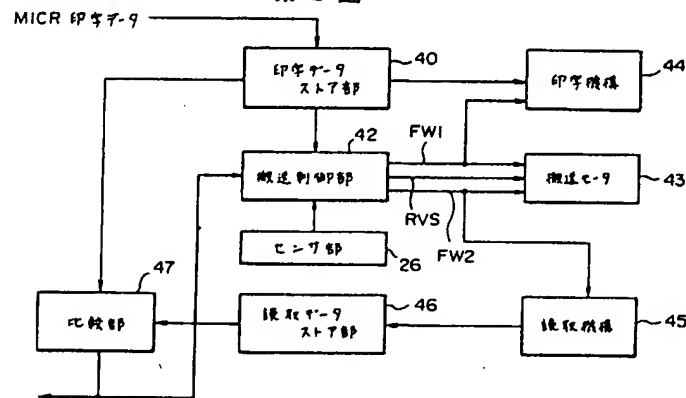 MICR 印字データ
40
印字データ
ストア部
44
印字機構
42
FW1
搬送制御部
搬送モータ
43
RVS
FW2
センサ部
26
47
46
比較部
読取データ
ストア部
読取機構
45